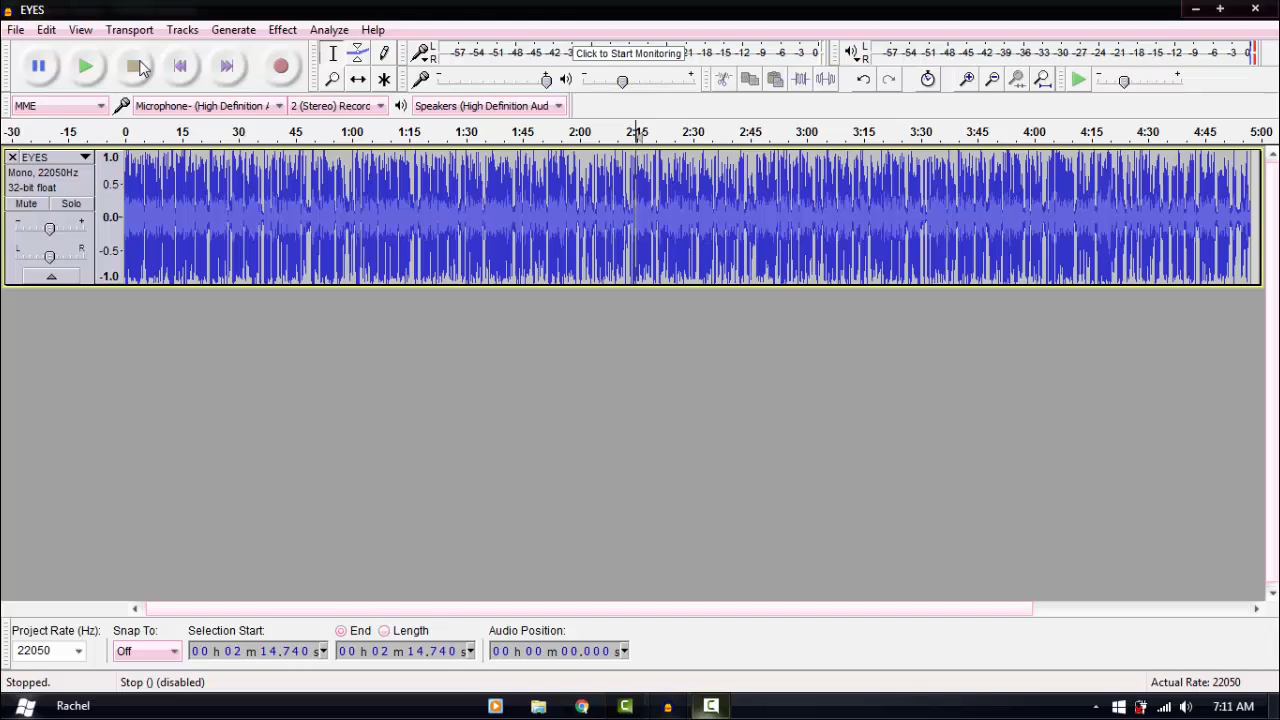 EYES
File Edit View Transport Tracks Generate Effect Analyze Help
L R -57 -54 -51 -48 -45 -42 Click to Start Monitoring 21 -18 -15 -12 -9 -6 -3 0 L R -57 -54 -51 -48 -45 -42 -39 -36 -33 -30 -27 -24 -21 -18 -15 -12 -9 -6 -3 0
MME Microphone- (High Definition A 2 (Stereo) Recorc Speakers (High Definition Aud
-30 -15 0 15 30 45 1:00 1:15 1:30 1:45 2:00 2:15 2:30 2:45 3:00 3:15 3:30 3:45 4:00 4:15 4:30 4:45 5:00
EYES 1.0
Mono, 22050Hz
32-bit float 0.5
Mute Solo
- + 0.0
L R -0.5
-1.0
Project Rate (Hz): Snap To: Selection Start: End Length Audio Position:
22050 Off 00 h 02 m 14.740 s 00 h 02 m 14.740 s 00 h 00 m 00.000 s
Stopped. Stop () (disabled) Actual Rate: 22050
Rachel 7:11 AM